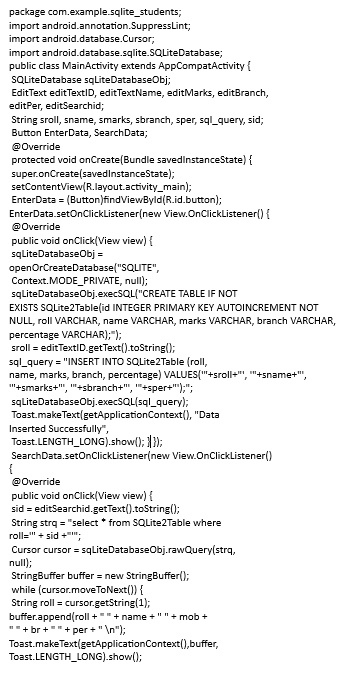 package com.example.sqlite_students;
import android.annotation.SuppressLint;
import android.database.Cursor;
import android.database.sqlite.SQLiteDatabase;
public class MainActivity extends AppCompatActivity {
SQLiteDatabase sqLiteDatabaseObj;
EditText editTextID, editTextName, editMarks, editBranch,
editPer, editSearchid;
String sroll, sname, smarks, sbranch, sper, sql_query, sid;
Button EnterData, SearchData;
@Override
protected void onCreate(Bundle savedInstanceState) {
super.onCreate(savedInstanceState);
setContentView(R.layout.activity_main);
EnterData = (Button)findViewById(R.id.button);
EnterData.setOnClickListener(new View.OnClickListener() {
@Override
public void onClick(View view) {
sqLiteDatabaseObj =
openOrCreateDatabase("SQLITE",
Context.MODE_PRIVATE, null);
sqLiteDatabaseObj.execSQL("CREATE TABLE IF NOT
EXISTS SQLite2Table(id INTEGER PRIMARY KEY AUTOINCREMENT NOT
NULL, roll VARCHAR, name VARCHAR, marks VARCHAR, branch VARCHAR,
percentage VARCHAR);");
sroll = editTextID.getText().toString();
sql_query = "INSERT INTO SQLite2Table (roll,
name, marks, branch, percentage) VALUES('"+sroll+"', '"+sname+"',
'"+smarks+"', '"+sbranch+"', '"+sper+"');";
sqLiteDatabaseObj.execSQL(sql_query);
Toast.makeText(getApplicationContext(), "Data
Inserted Successfully",
Toast.LENGTH_LONG).show(); } });
SearchData.setOnClickListener(new View.OnClickListener()
{
@Override
public void onClick(View view) {
sid = editSearchid.getText().toString();
String strq = "select * from SQLite2Table where
roll='" + sid +"'";
Cursor cursor = sqLiteDatabaseObj.rawQuery(strq,
null);
StringBuffer buffer = new StringBuffer();
while (cursor.moveToNext()) {
String roll = cursor.getString(1);
buffer.append(roll + " " + name + " " + mob +
" " + br + " " + per + " \n");
Toast.makeText(getApplicationContext(),buffer,
Toast.LENGTH_LONG).show();